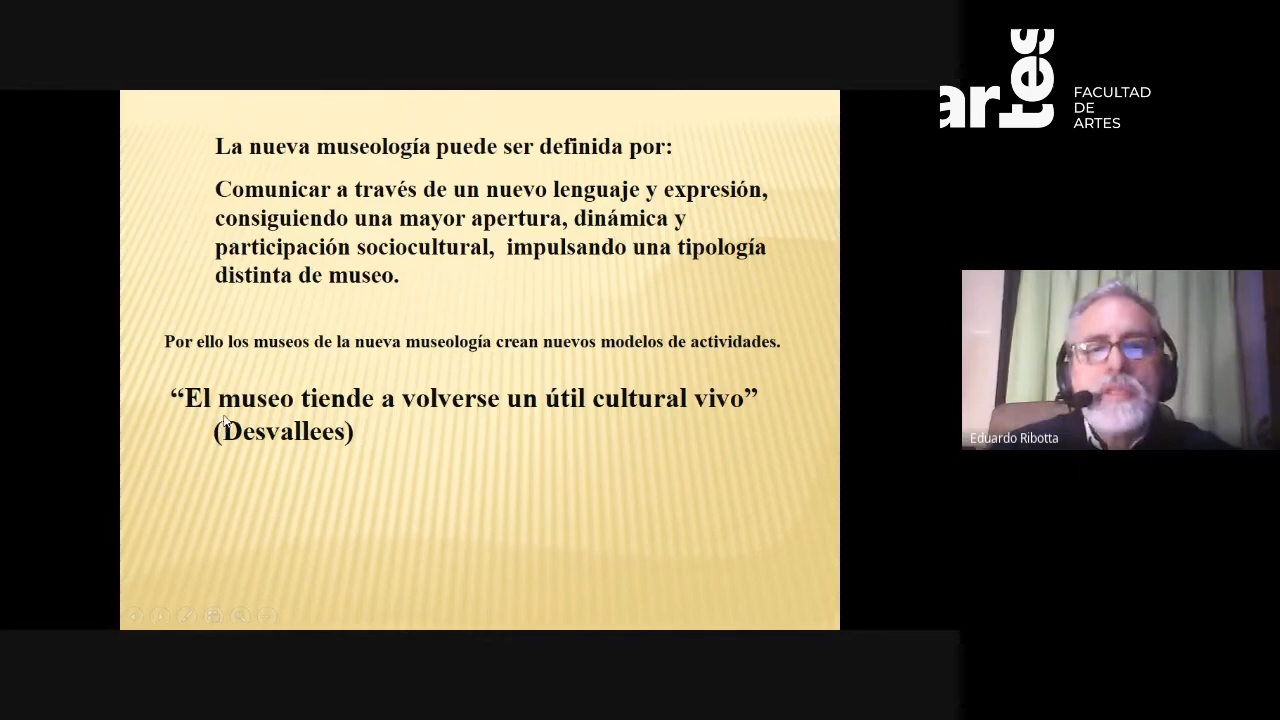 La nueva museología puede ser definida por:
Comunicar a través de un nuevo lenguaje y expresión,
consiguiendo una mayor apertura, dinámica y
participación sociocultural,  impulsando una tipología
distinta de museo.
Por ello los museos de la nueva museología crean nuevos modelos de actividades.
“El museo tiende a volverse un útil cultural vivo”
(Desvallees)
artes
FACULTAD
DE
ARTES
Eduardo Ribotta